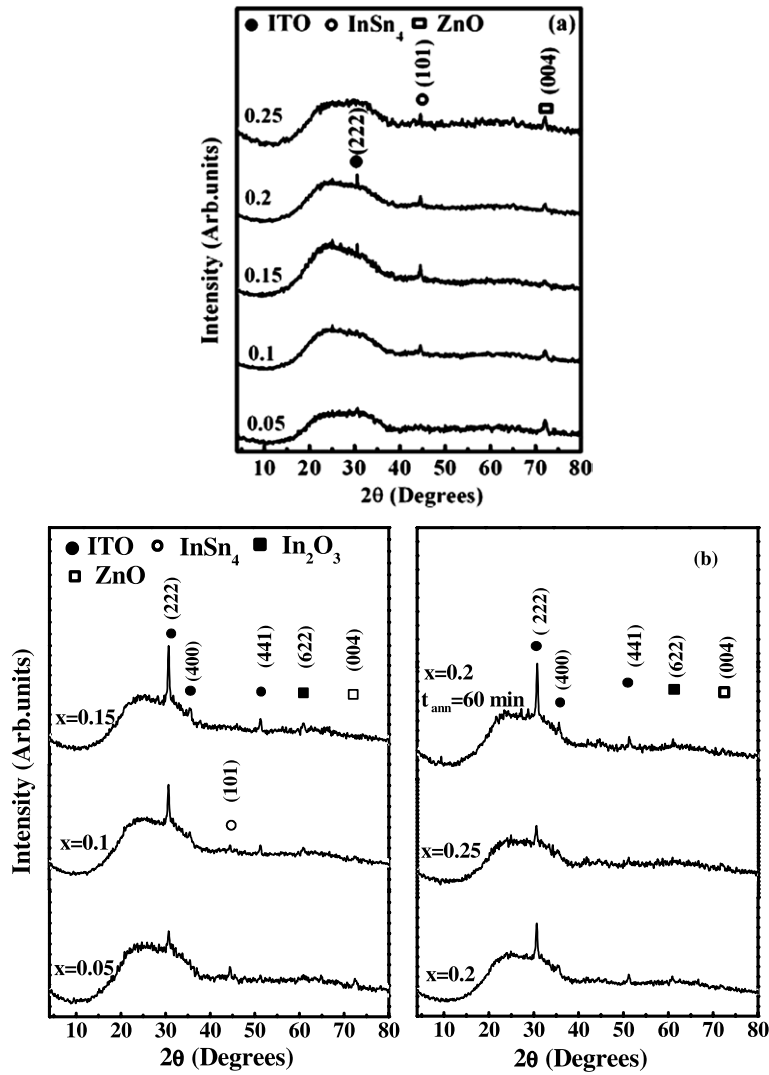 ● ITO ○ InSn4 ▯ ZnO (a)
(101)
(004)
0.25
(222)
0.2
0.15
0.1
0.05
Intensity (Arb.units)
10 20 30 40 50 60 70 80
2θ (Degrees)
● ITO ○ InSn4 ■ In2O3
□ ZnO
(222)
(400)
(441)
(622)
(004)
x=0.15
(101)
x=0.1
x=0.05
Intensity (Arb.units)
10 20 30 40 50 60 70 80
2θ (Degrees)
(b)
( 222)
(400)
(441)
(622)
(004)
x=0.2
t ann=60 min
x=0.25
x=0.2
10 20 30 40 50 60 70 80
2θ (Degrees)